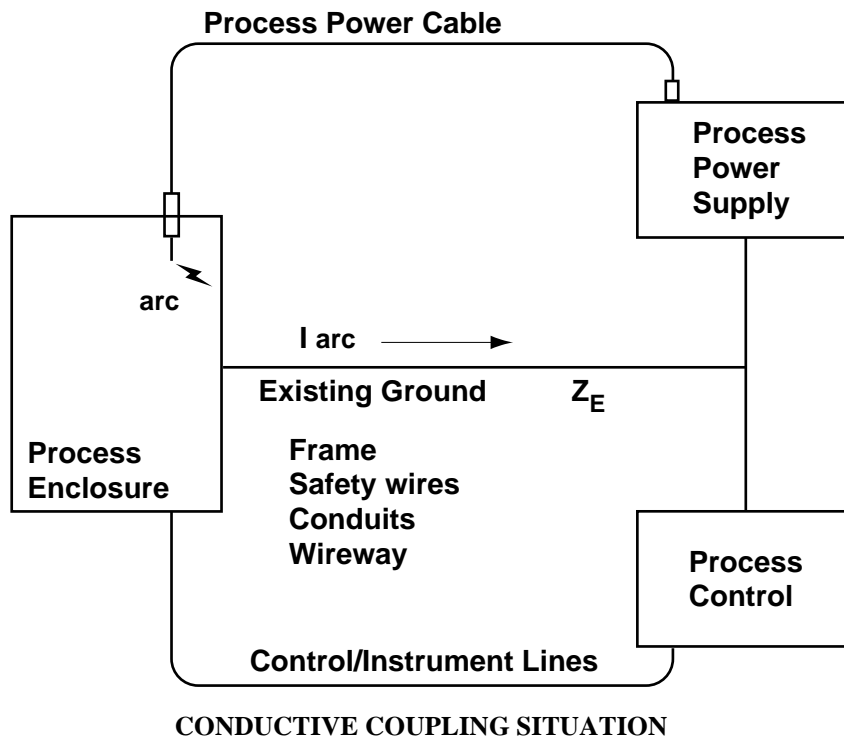 Process Power Cable
Process
Power
Supply
arc
I arc
Existing Ground Z_E
Process
Enclosure
Frame
Safety wires
Conduits
Wireway
Process
Control
Control/Instrument Lines
CONDUCTIVE COUPLING SITUATION